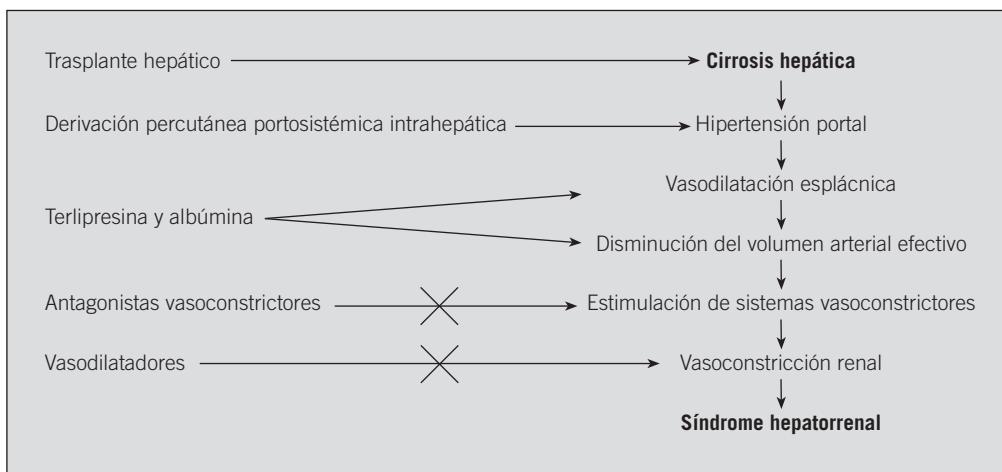 Trasplante hepático
Cirrosis hepática
Derivación percutánea portosistémica intrahepática
Hipertensión portal
Vasodilatación esplácnica
Terlipresina y albúmina
Disminución del volumen arterial efectivo
Antagonistas vasoconstrictores
Estimulación de sistemas vasoconstrictores
Vasodilatadores
Vasoconstricción renal
Síndrome hepatorrenal